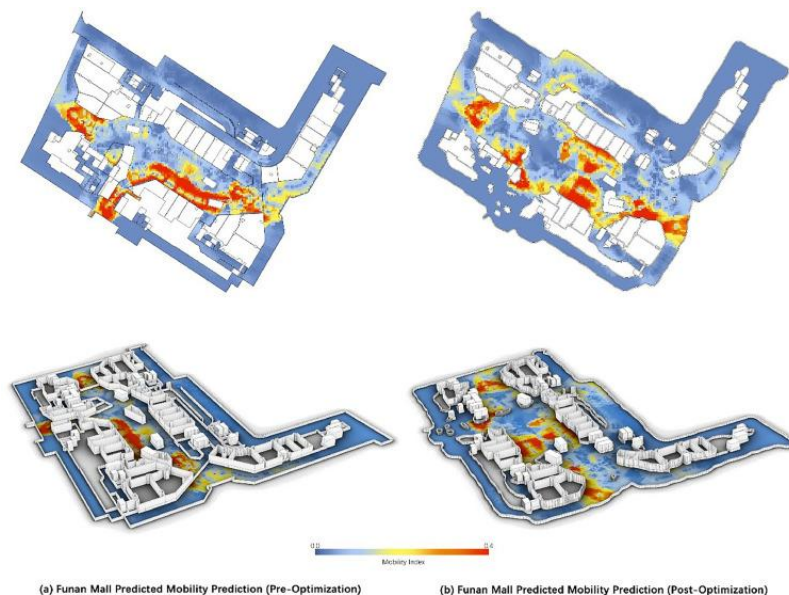 0.0 0.4
Mobility Index
(a) Funan Mall Predicted Mobility Prediction (Pre-Optimization) (b) Funan Mall Predicted Mobility Prediction (Post-Optimization)